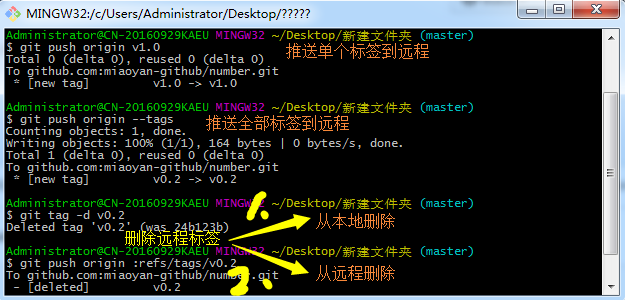 MINGW32:/c/Users/Administrator/Desktop/?????
Administrator@CN-20160929KAEU MINGW32 ~/Desktop/新建文件夹 (master)
$ git push origin v1.0 推送单个标签到远程
Total 0 (delta 0), reused 0 (delta 0)
To github.com:miaoyan-github/number.git
* [new tag] v1.0 -> v1.0
Administrator@CN-20160929KAEU MINGW32 ~/Desktop/新建文件夹 (master)
$ git push origin --tags 推送全部标签到远程
Counting objects: 1, done.
Writing objects: 100% (1/1), 164 bytes | 0 bytes/s, done.
Total 1 (delta 0), reused 0 (delta 0)
To github.com:miaoyan-github/number.git
* [new tag] v0.2 -> v0.2
Administrator@CN-20160929KAEU MINGW32 ~/Desktop/新建文件夹 (master)
$ git tag -d v0.2 1. 从本地删除
Deleted tag 'v0.2' (was 24b123b)
删除远程标签
Administrator@CN-20160929KAEU MINGW32 ~/Desktop/新建文件夹 (master)
$ git push origin :refs/tags/v0.2 2. 从远程删除
To github.com:miaoyan-github/number.git
- [deleted] v0.2